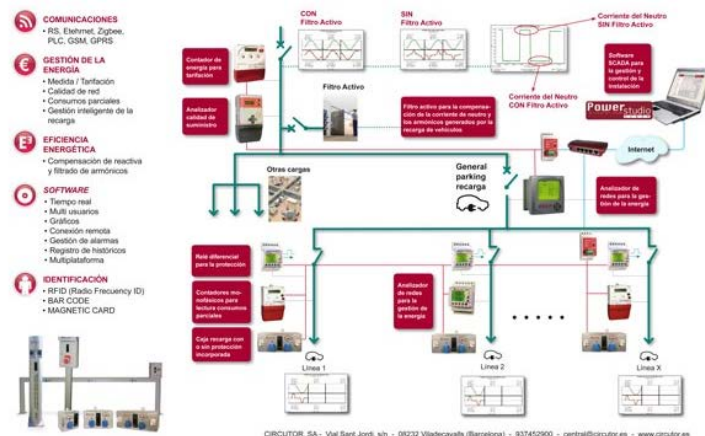 COMUNICACIONES
• RS, Etehrnet, Zigbee,
PLC, GSM, GPRS
GESTIÓN DE LA
ENERGÍA
• Medida / Tarifación
• Calidad de red
• Consumos parciales
• Gestión inteligente de la
recarga
EFICIENCIA
ENERGÉTICA
• Compensación de reactiva
y filtrado de armónicos
SOFTWARE
• Tiempo real
• Multi usuarios
• Gráficos
• Conexión remota
• Gestión de alarmas
• Registro de históricos
• Multiplataforma
IDENTIFICACIÓN
• RFID (Radio Frecuency ID)
• BAR CODE
• MAGNETIC CARD
CON
Filtro Activo
SIN
Filtro Activo
Corriente del Neutro
SIN Filtro Activo
Corriente del Neutro
CON Filtro Activo
Contador de
energía para
tarifación
Analizador
calidad de
suministro
Filtro Activo
Filtro activo para la compensa-
ción de la corriente de neutro y
los armónicos generados por la
recarga de vehículos
Software
SCADA para
la gestión y
control de la
instalación
Power studio
Internet
Otras cargas
General
parking
recarga
Analizador de
redes para la ges-
tión de la energía
Relé diferencial
para la protección
Contadores mo-
nofásicos para
lectura consumos
parciales
Caja recarga con
o sin protección
incorporada
Analizador
de redes
para la
gestión de
la energía
Línea 1
Línea 2
Línea X
CIRCUTOR, SA - Vial Sant Jordi, s/n - 08232 Viladecavalls (Barcelona) - 937452900 - central@circutor.es - www.circutor.es